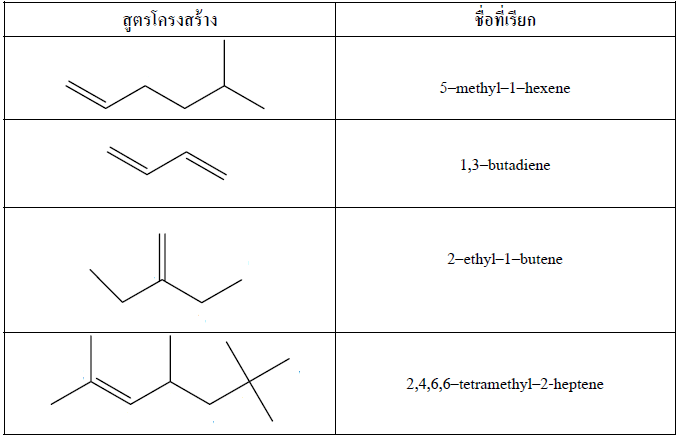 สูตรโครงสร้าง
ชื่อที่เรียก
5–methyl–1–hexene
1,3–butadiene
2–ethyl–1–butene
2,4,6,6–tetramethyl–2-heptene